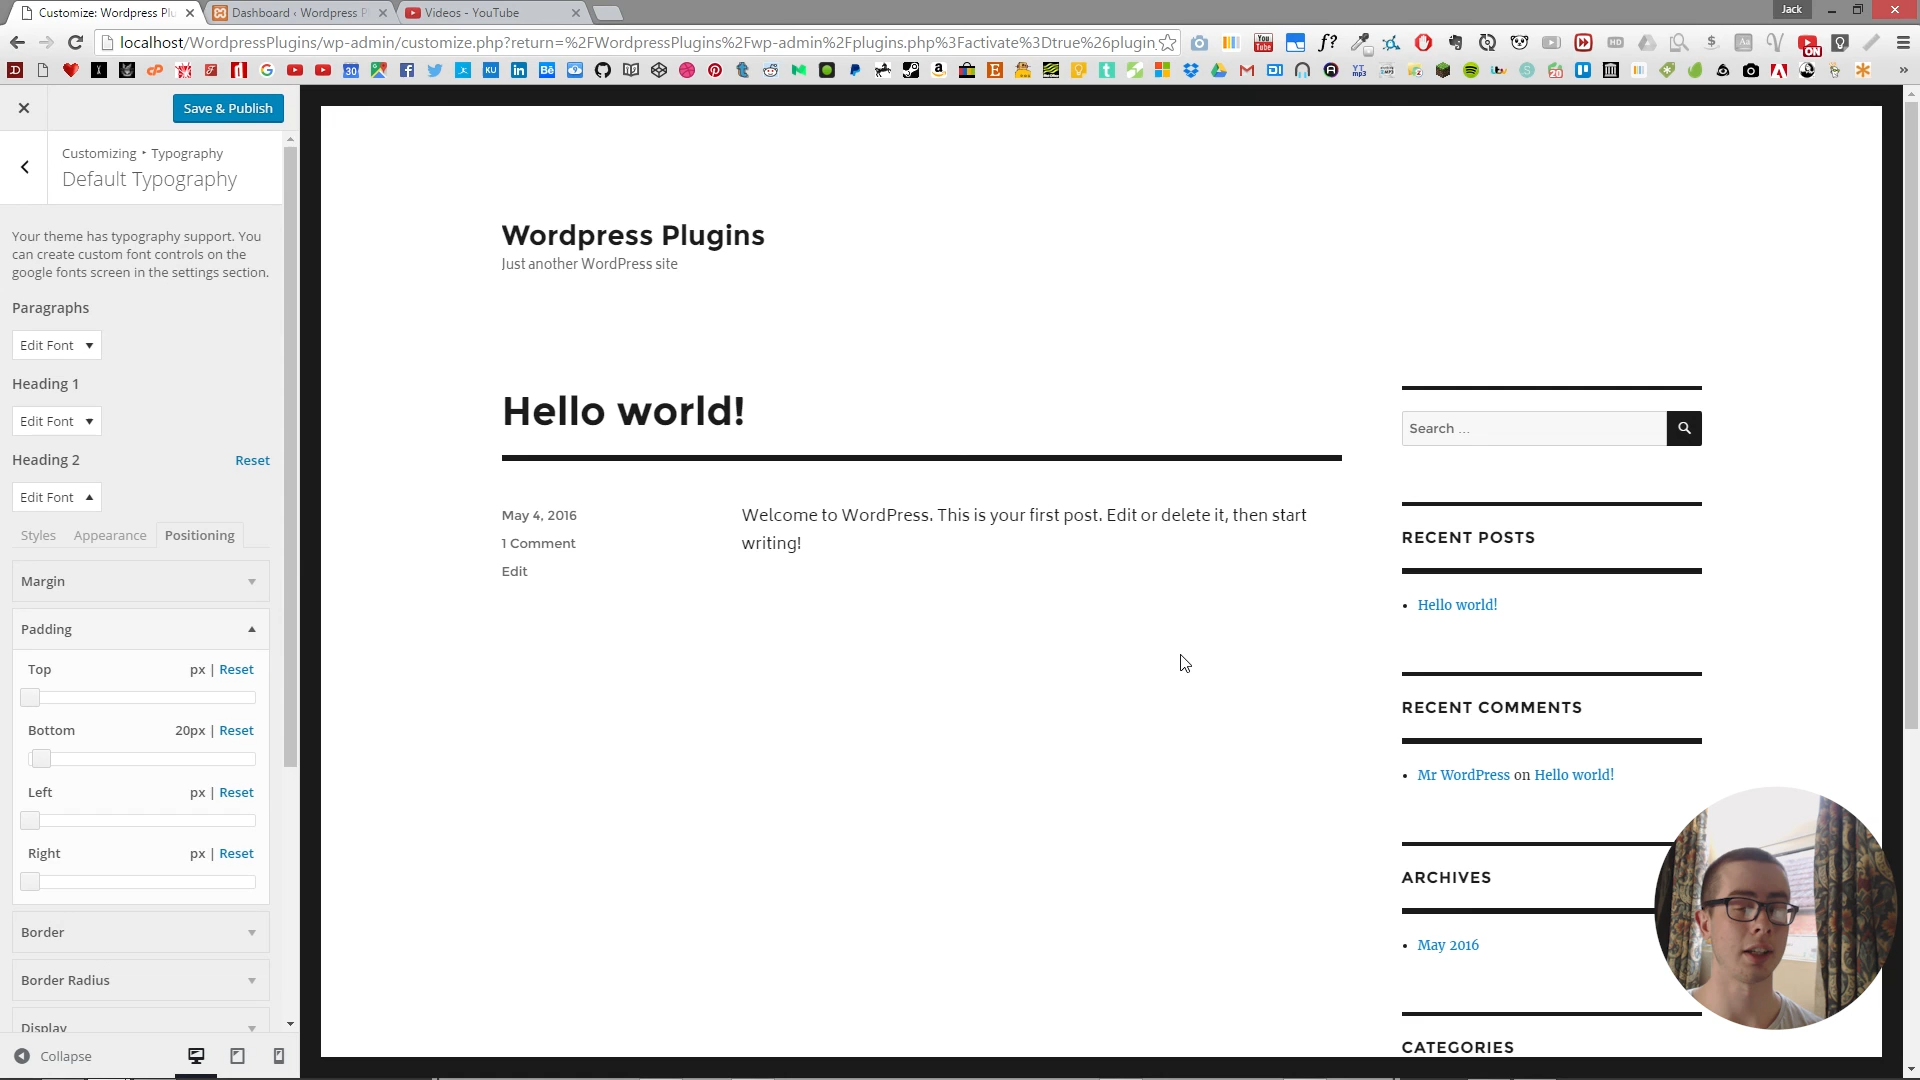 Customize: Wordpress Plu
Dashboard ‹ Wordpress P
Videos - YouTube
Jack
localhost/WordpressPlugins/wp-admin/customize.php?return=%2FWordpressPlugins%2Fwp-admin%2Fplugins.php%3Factivate%3Dtrue%26plugin
Save & Publish
Customizing ‣ Typography
Default Typography
Your theme has typography support. You
can create custom font controls on the
google fonts screen in the settings section.
Paragraphs
Edit Font
Heading 1
Edit Font
Heading 2
Reset
Edit Font
Styles
Appearance
Positioning
Margin
Padding
Top
px | Reset
Bottom
20px | Reset
Left
px | Reset
Right
px | Reset
Border
Border Radius
Display
Collapse
Wordpress Plugins
Just another WordPress site
Hello world!
May 4, 2016
1 Comment
Edit
Welcome to WordPress. This is your first post. Edit or delete it, then start
writing!
Search …
RECENT POSTS
Hello world!
RECENT COMMENTS
Mr WordPress on Hello world!
ARCHIVES
May 2016
CATEGORIES